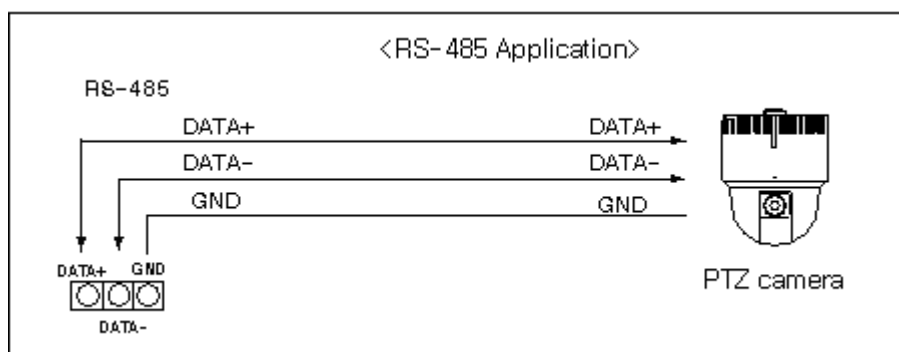 <RS-485 Application>
RS-485
DATA+ DATA+
DATA- DATA-
GND GND
DATA+ GND
DATA-
PTZ camera